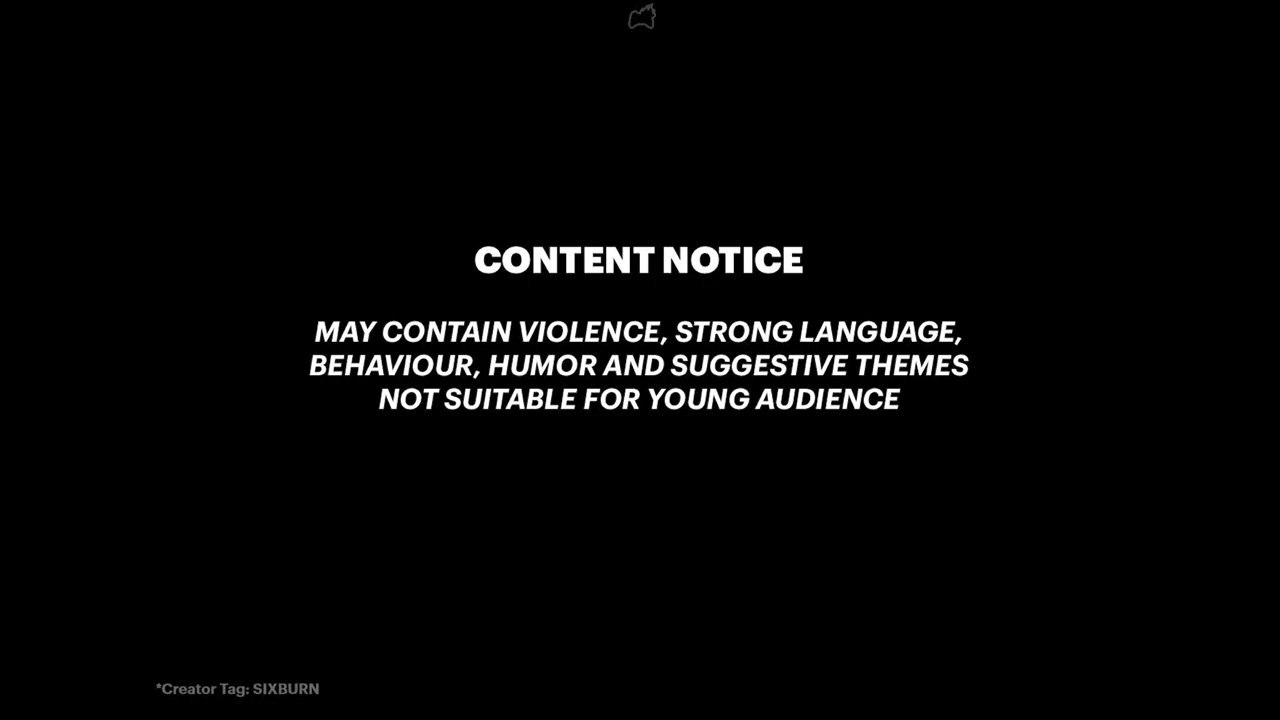 CONTENT NOTICE
MAY CONTAIN VIOLENCE, STRONG LANGUAGE,
BEHAVIOUR, HUMOR AND SUGGESTIVE THEMES
NOT SUITABLE FOR YOUNG AUDIENCE
*Creator Tag: SIXBURN